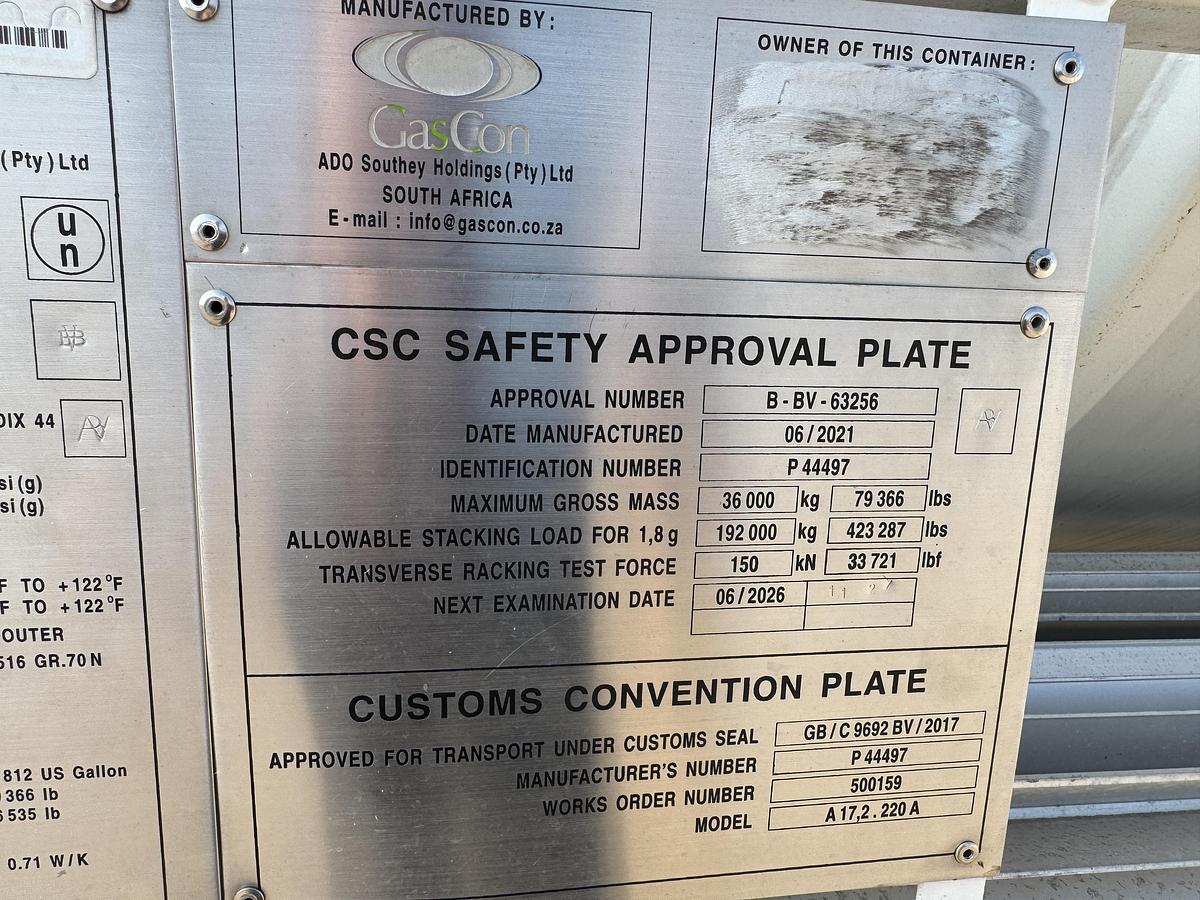 MANUFACTURED BY:
GasCon
ADO Southey Holdings (Pty) Ltd
SOUTH AFRICA
E-mail : info@gascon.co.za
OWNER OF THIS CONTAINER:
(Pty) Ltd
un
BV
DIX 44
si (g)
si (g)
F TO +122°F
F TO +122°F
OUTER
516 GR.70N
812 US Gallon
366 lb
535 lb
0.71 W/K
CSC SAFETY APPROVAL PLATE
APPROVAL NUMBER B-BV-63256
DATE MANUFACTURED 06/2021
IDENTIFICATION NUMBER P 44497
MAXIMUM GROSS MASS 36 000 kg 79 366 lbs
ALLOWABLE STACKING LOAD FOR 1,8 g 192 000 kg 423 287 lbs
TRANSVERSE RACKING TEST FORCE 150 kN 33 721 lbf
NEXT EXAMINATION DATE 06/2026
CUSTOMS CONVENTION PLATE
APPROVED FOR TRANSPORT UNDER CUSTOMS SEAL GB/C 9692 BV/2017
MANUFACTURER'S NUMBER P 44497
WORKS ORDER NUMBER 500159
MODEL A 17,2 . 220 A